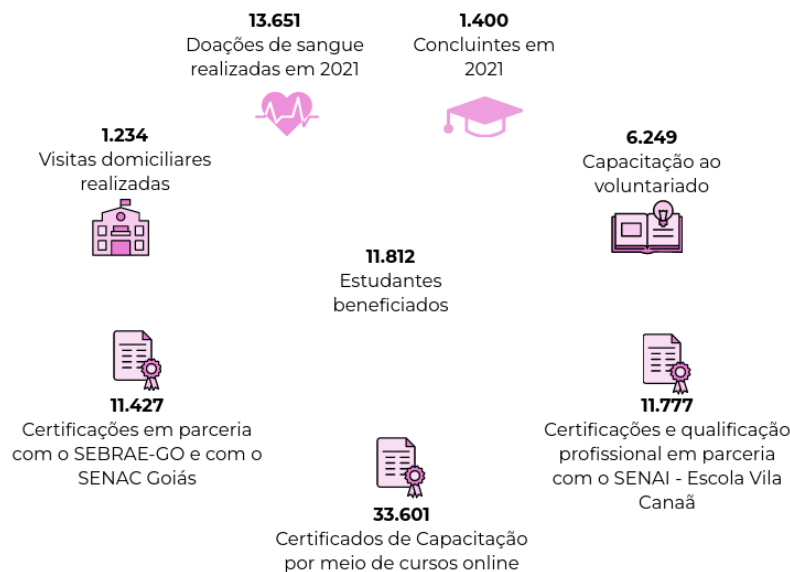 13.651
Doações de sangue
realizadas em 2021
1.400
Concluintes em
2021
1.234
Visitas domiciliares
realizadas
6.249
Capacitação ao
voluntariado
11.812
Estudantes
beneficiados
11.427
Certificações em parceria
com o SEBRAE-GO e com o
SENAC Goiás
11.777
Certificações e qualificação
profissional em parceria
com o SENAI - Escola Vila
Canaã
33.601
Certificados de Capacitação
por meio de cursos online